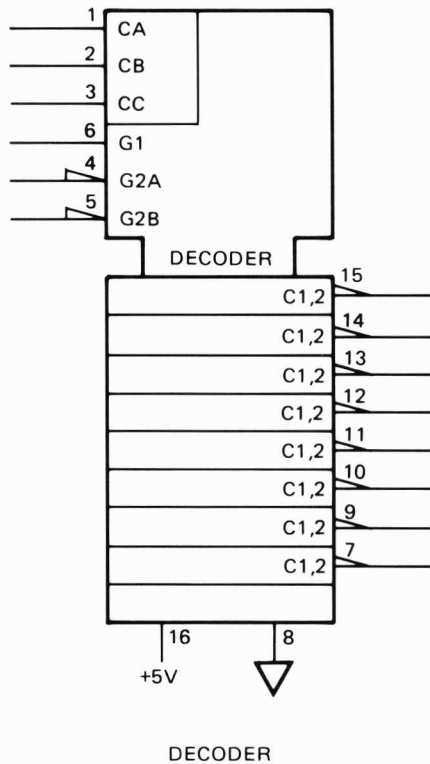 1 CA
2 CB
3 CC
6 G1
4 G2A
5 G2B
DECODER
C1,2 15
C1,2 14
C1,2 13
C1,2 12
C1,2 11
C1,2 10
C1,2 9
C1,2 7
16 8
+5V
DECODER